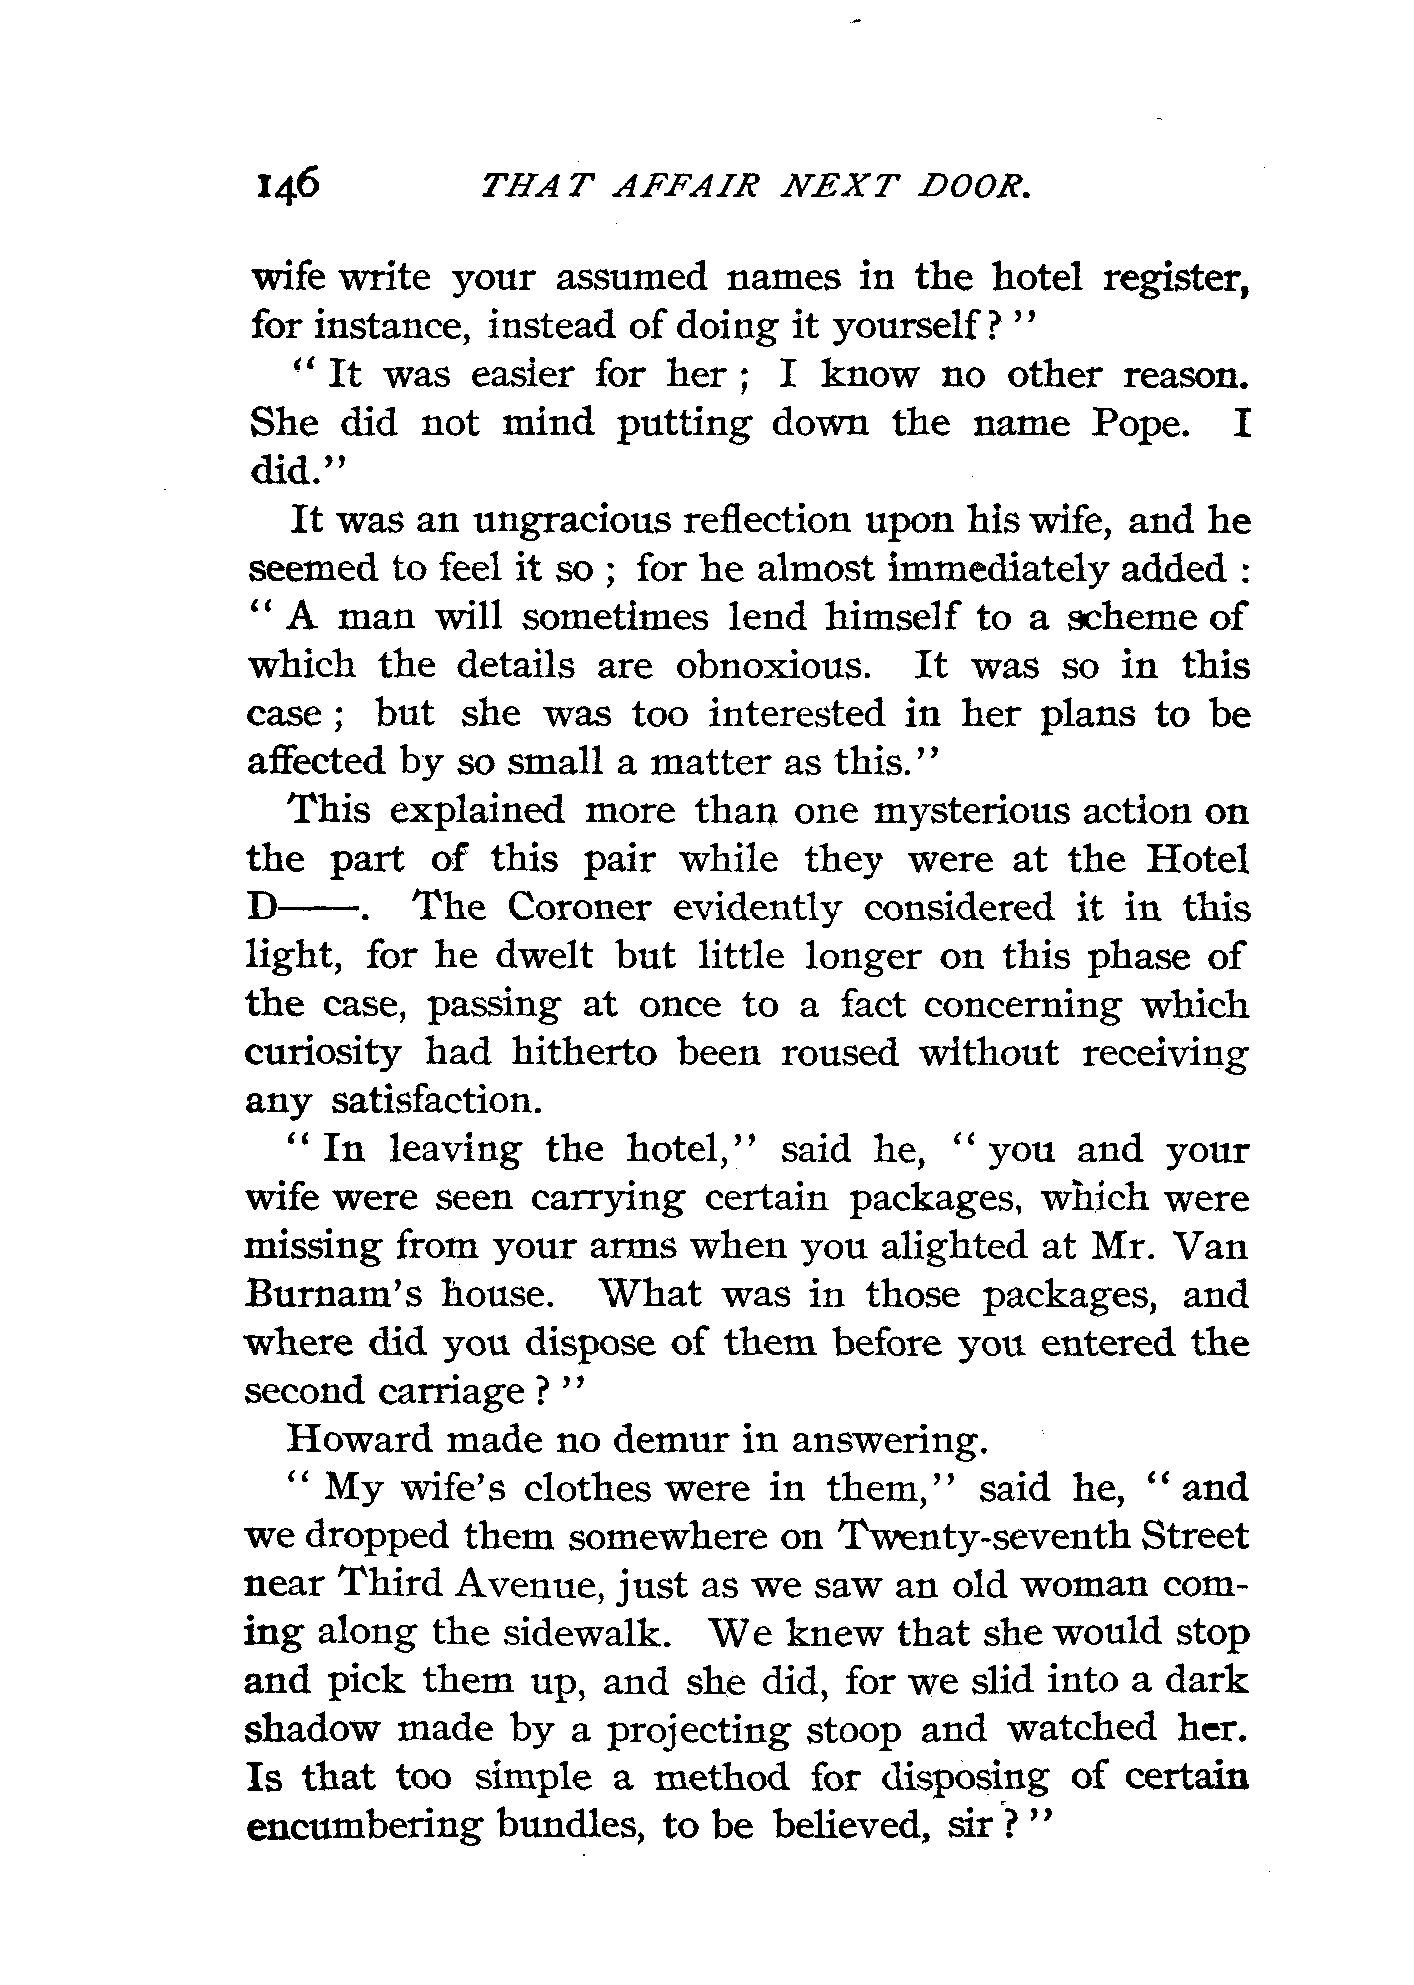 146 THAT AFFAIR NEXT DOOR.
wife write your assumed names in the hotel register,
for instance, instead of doing it yourself? "
" It was easier for her ; I know no other reason.
She did not mind putting down the name Pope. I
did."
It was an ungracious reflection upon his wife, and he
seemed to feel it so ; for he almost immediately added :
" A man will sometimes lend himself to a scheme of
which the details are obnoxious. It was so in this
case ; but she was too interested in her plans to be
affected by so small a matter as this."
This explained more than one mysterious action on
the part of this pair while they were at the Hotel
D——. The Coroner evidently considered it in this
light, for he dwelt but little longer on this phase of
the case, passing at once to a fact concerning which
curiosity had hitherto been roused without receiving
any satisfaction.
" In leaving the hotel," said he, " you and your
wife were seen carrying certain packages, which were
missing from your arms when you alighted at Mr. Van
Burnam's house. What was in those packages, and
where did you dispose of them before you entered the
second carriage ? "
Howard made no demur in answering.
" My wife's clothes were in them," said he, " and
we dropped them somewhere on Twenty-seventh Street
near Third Avenue, just as we saw an old woman com-
ing along the sidewalk. We knew that she would stop
and pick them up, and she did, for we slid into a dark
shadow made by a projecting stoop and watched her.
Is that too simple a method for disposing of certain
encumbering bundles, to be believed, sir ? "